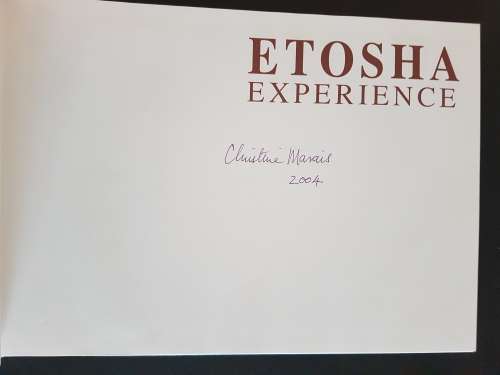 ETOSHA
EXPERIENCE
Christine Marais
2004